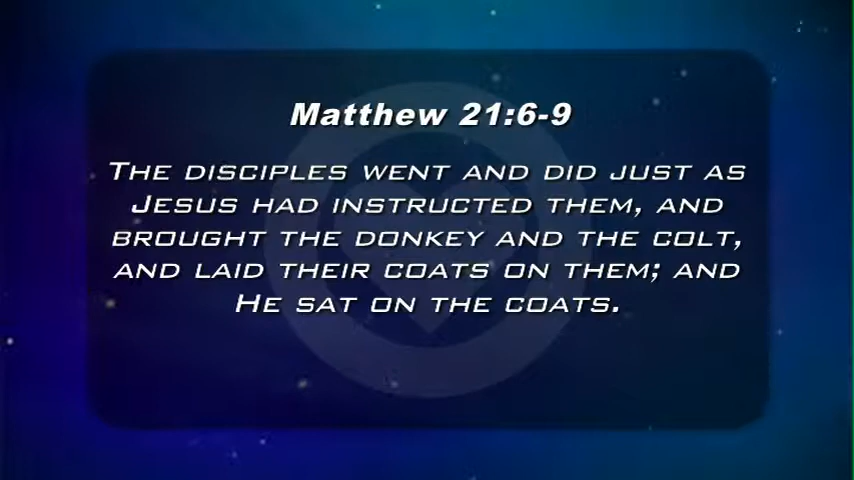 Matthew 21:6-9
The disciples went and did just as
Jesus had instructed them, and
brought the donkey and the colt,
and laid their coats on them; and
He sat on the coats.